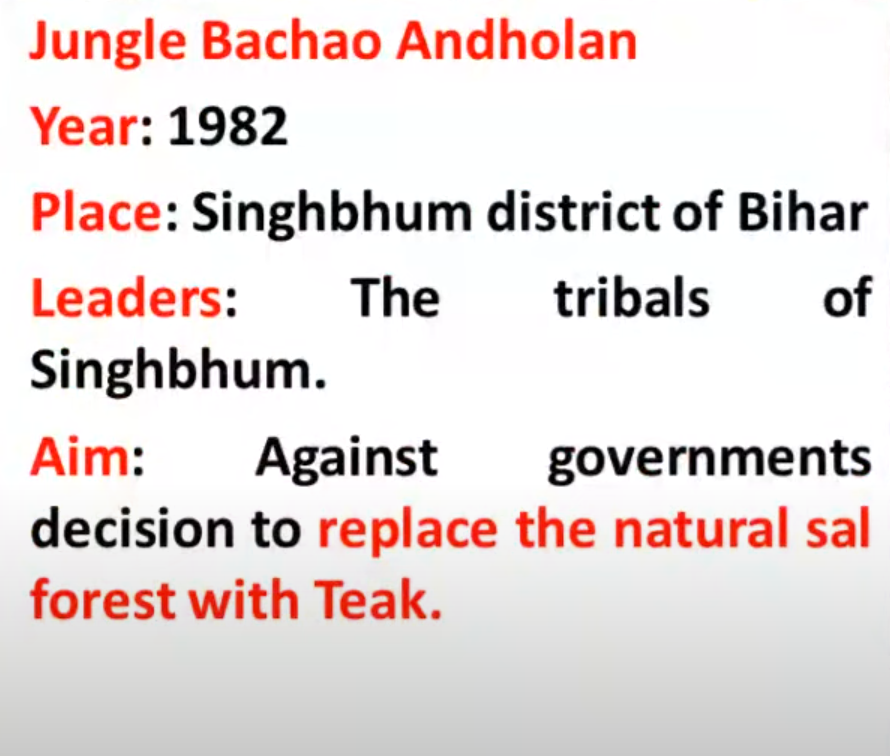 Jungle Bachao Andholan
Year: 1982
Place: Singhbhum district of Bihar
Leaders: The tribals of
Singhbhum.
Aim: Against governments
decision to replace the natural sal
forest with Teak.